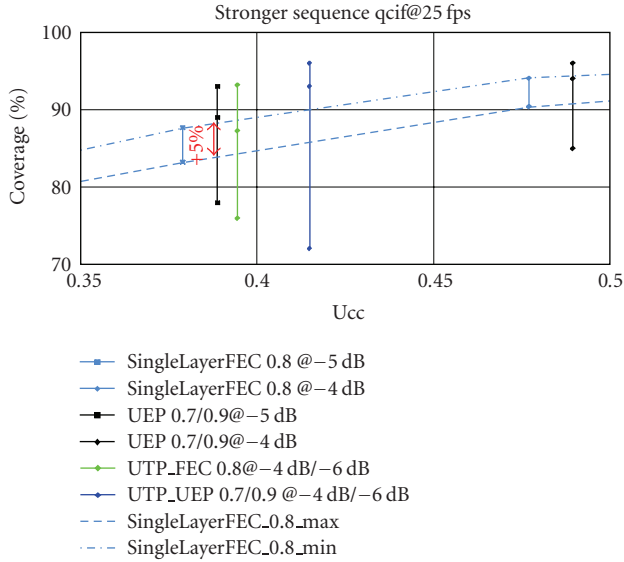 Stronger sequence qcif@25 fps
100
90
80
70
Coverage (%)
+5%
0.35
0.4
0.45
0.5
Ucc
SingleLayerFEC 0.8 @−5 dB
SingleLayerFEC 0.8 @−4 dB
UEP 0.7/0.9@−5 dB
UEP 0.7/0.9@−4 dB
UTP_FEC 0.8@−4 dB/−6 dB
UTP_UEP 0.7/0.9 @−4 dB/−6 dB
SingleLayerFEC_0.8_max
SingleLayerFEC_0.8_min